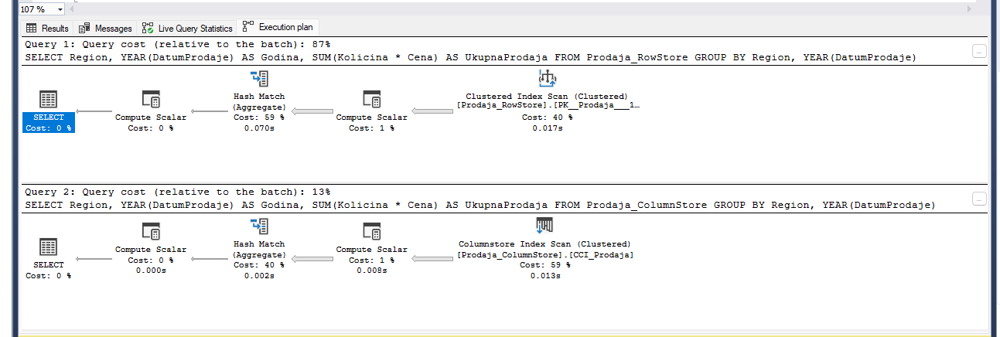 107 %
Results Messages Live Query Statistics Execution plan
Query 1: Query cost (relative to the batch): 87%
SELECT Region, YEAR(DatumProdaje) AS Godina, SUM(Kolicina * Cena) AS UkupnaProdaja FROM Prodaja_RowStore GROUP BY Region, YEAR(DatumProdaje)
SELECT
Cost: 0 %
Compute Scalar
Cost: 0 %
Hash Match
(Aggregate)
Cost: 59 %
0.070s
Compute Scalar
Cost: 1 %
Clustered Index Scan (Clustered)
[Prodaja_RowStore].[PK__Prodaja___1…
Cost: 40 %
0.017s
Query 2: Query cost (relative to the batch): 13%
SELECT Region, YEAR(DatumProdaje) AS Godina, SUM(Kolicina * Cena) AS UkupnaProdaja FROM Prodaja_ColumnStore GROUP BY Region, YEAR(DatumProdaje)
SELECT
Cost: 0 %
Compute Scalar
Cost: 0 %
0.000s
Hash Match
(Aggregate)
Cost: 40 %
0.002s
Compute Scalar
Cost: 1 %
0.008s
Columnstore Index Scan (Clustered)
[Prodaja_ColumnStore].[CCI_Prodaja]
Cost: 59 %
0.013s